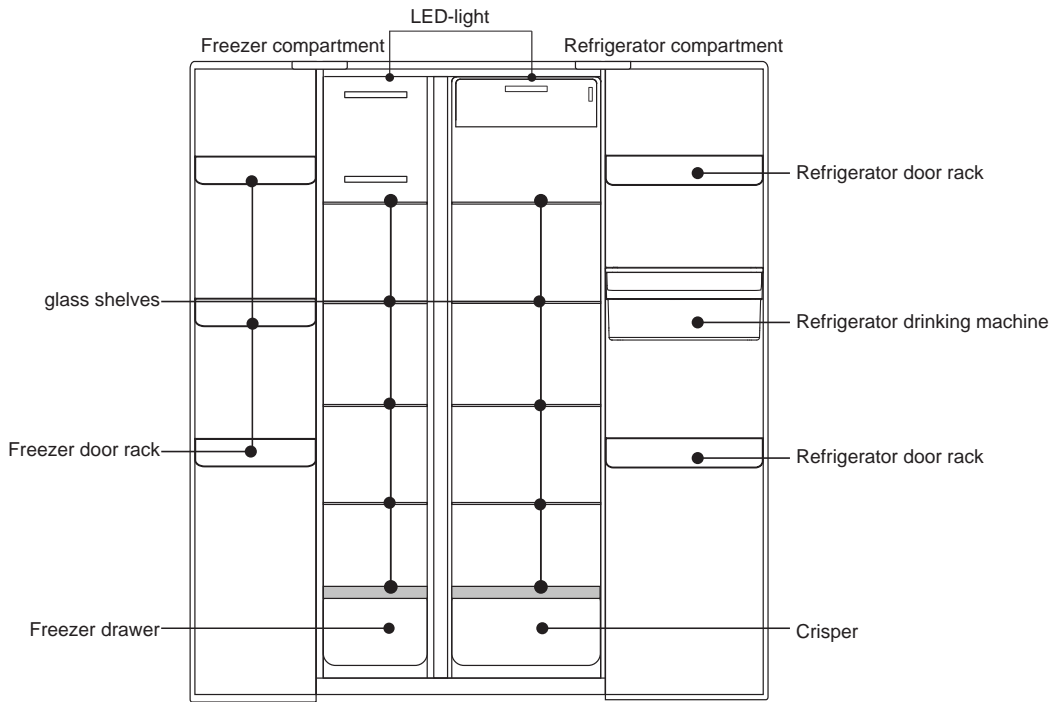 LED-light
Freezer compartment
Refrigerator compartment
Refrigerator door rack
glass shelves
Refrigerator drinking machine
Freezer door rack
Refrigerator door rack
Freezer drawer
Crisper